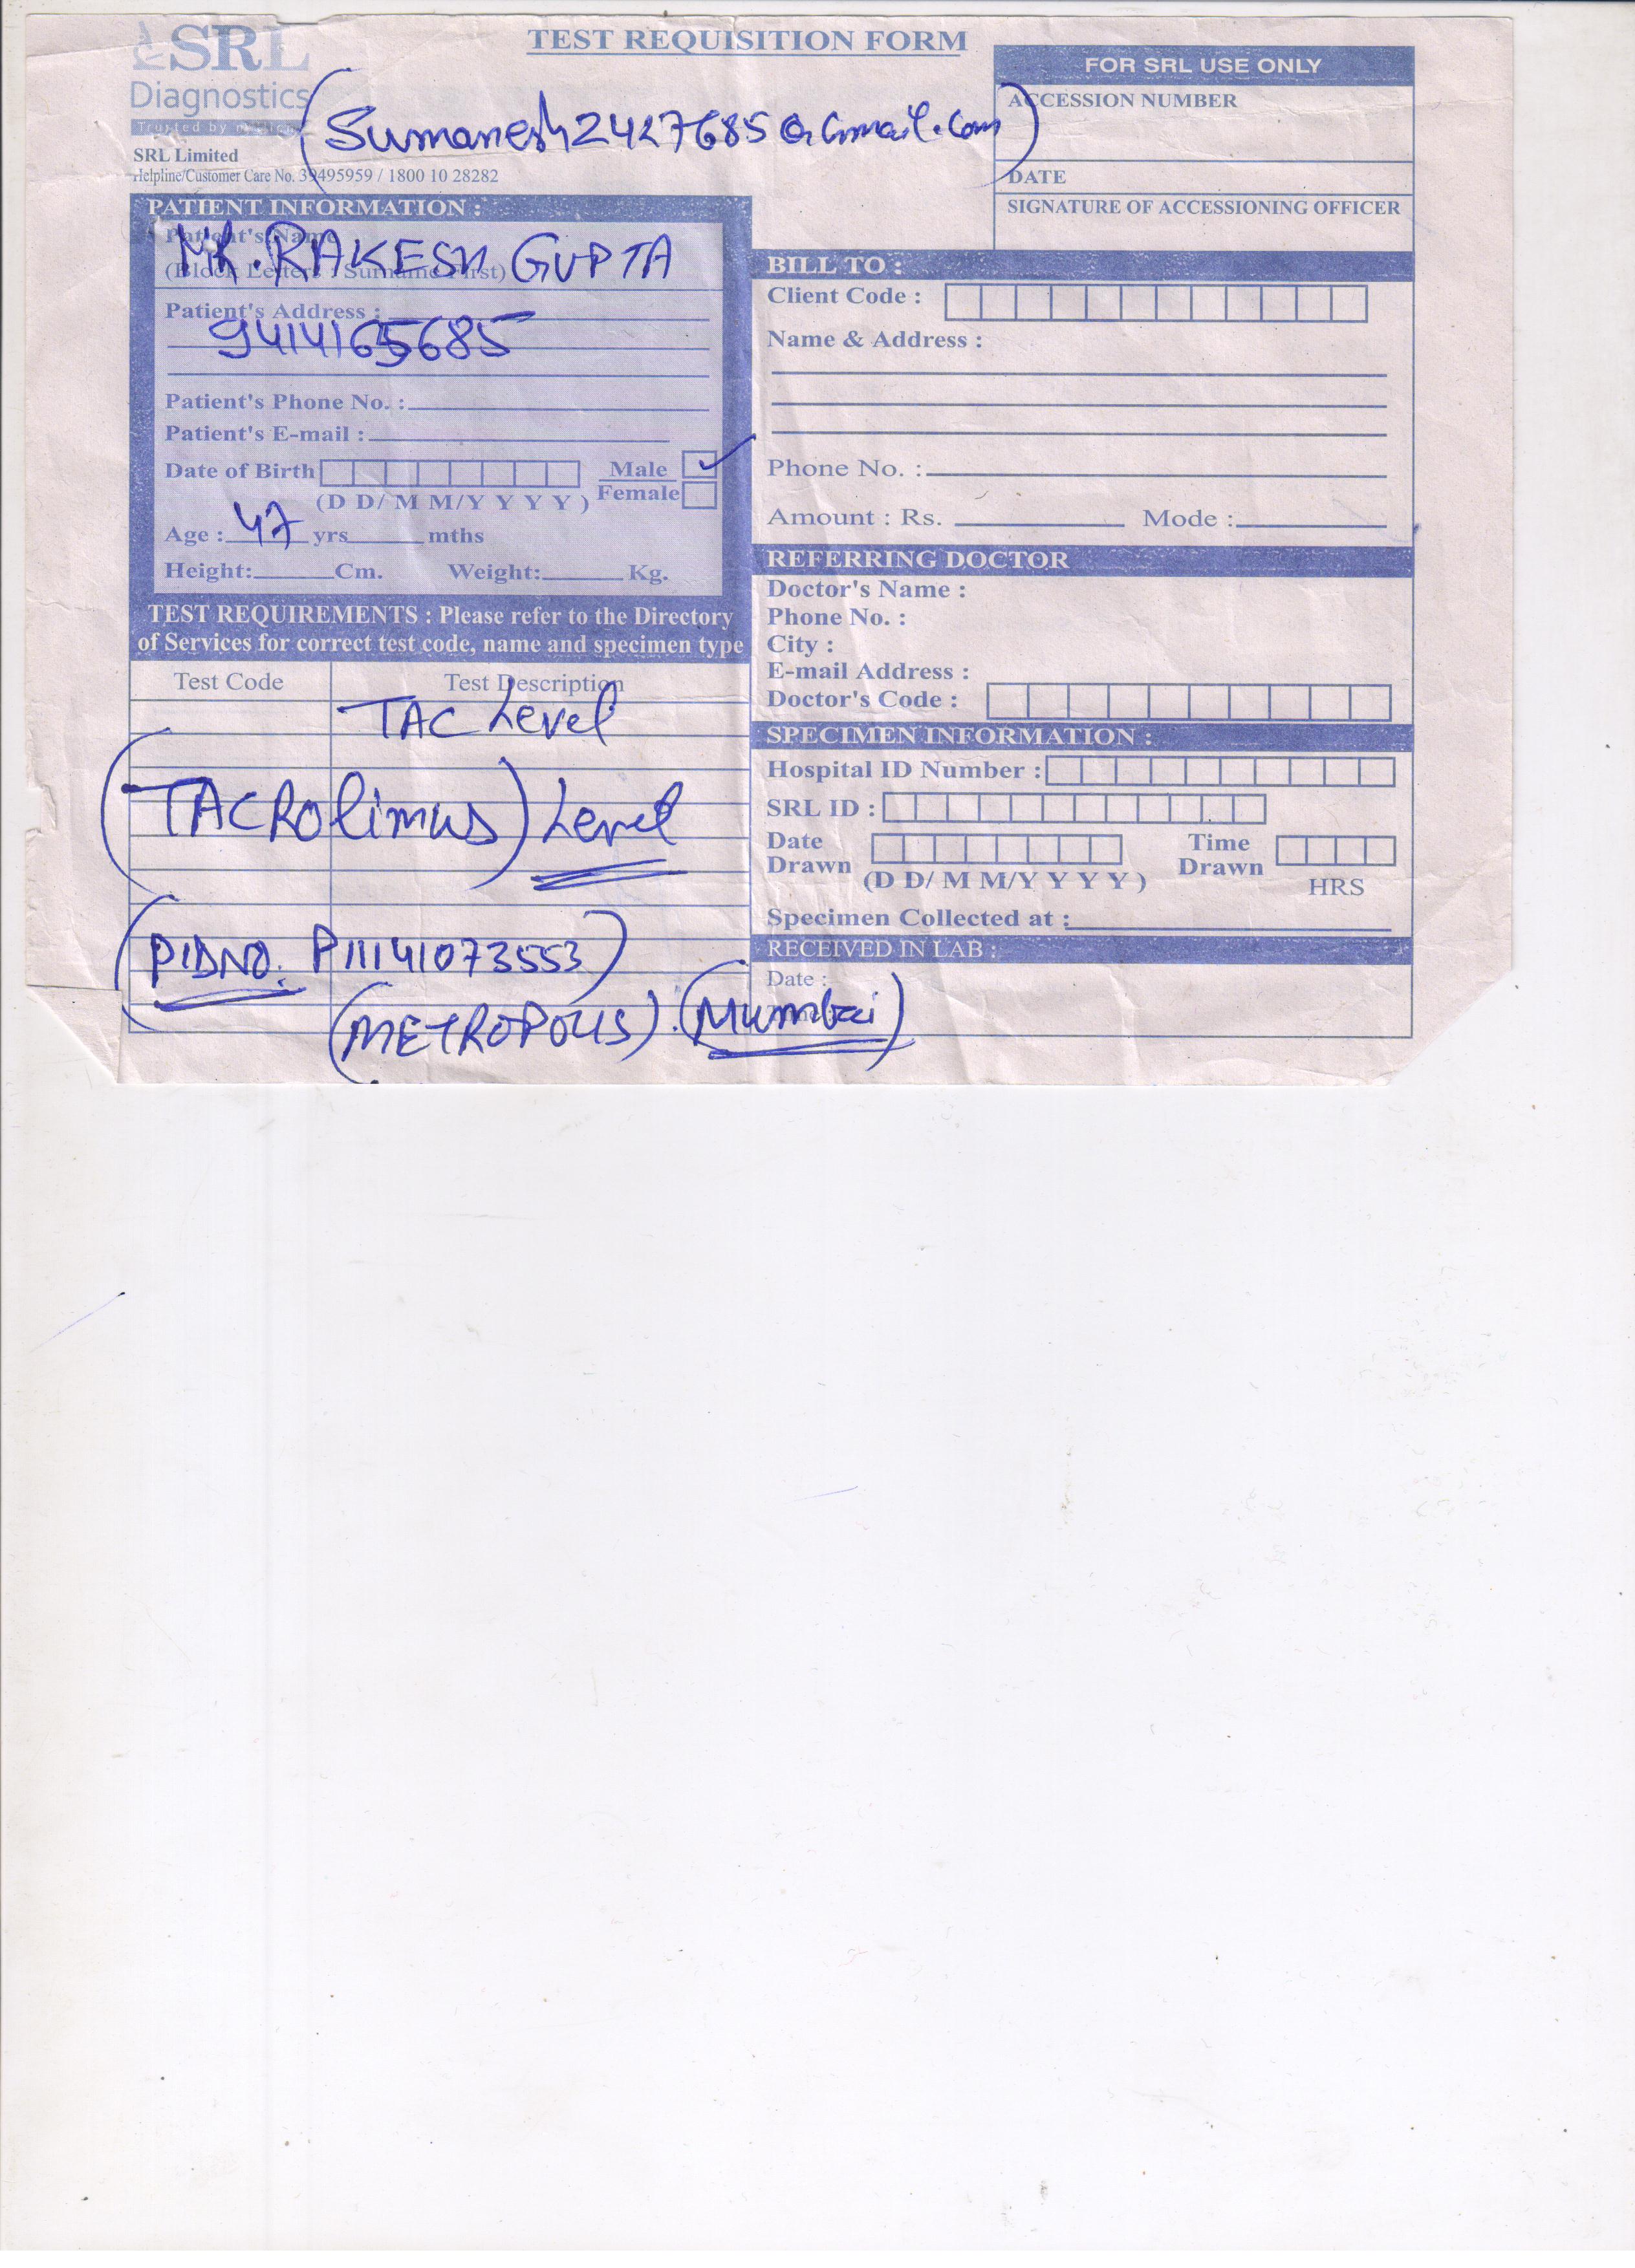 SRL
Diagnostics
SRL Limited
Helpline/Customer Care No. 39495959 / 1800 10 28282
TEST REQUISITION FORM
(Sumanesh2427685@Gmail.Com)
FOR SRL USE ONLY
ACCESSION NUMBER
DATE
SIGNATURE OF ACCESSIONING OFFICER
PATIENT INFORMATION :
Patient's Name
(Block Letters : Surname First)
Mr. RAKESH GUPTA
Patient's Address :
9414165685
Patient's Phone No. :
Patient's E-mail :
Date of Birth
(D D/ M M/Y Y Y Y )
Male ✓
Female
Age : 47 yrs mths
Height: Cm. Weight: Kg.
TEST REQUIREMENTS : Please refer to the Directory
of Services for correct test code, name and specimen type
Test Code Test Description
TAC Level
(TACROlimus) Level
(PIDNO. P111141073553)
(METROPOLIS). (Mumbai)
BILL TO :
Client Code :
Name & Address :
Phone No. :
Amount : Rs. Mode :
REFERRING DOCTOR
Doctor's Name :
Phone No. :
City :
E-mail Address :
Doctor's Code :
SPECIMEN INFORMATION :
Hospital ID Number :
SRL ID :
Date Drawn
(D D/ M M/Y Y Y Y )
Time Drawn
HRS
Specimen Collected at :
RECEIVED IN LAB :
Date :